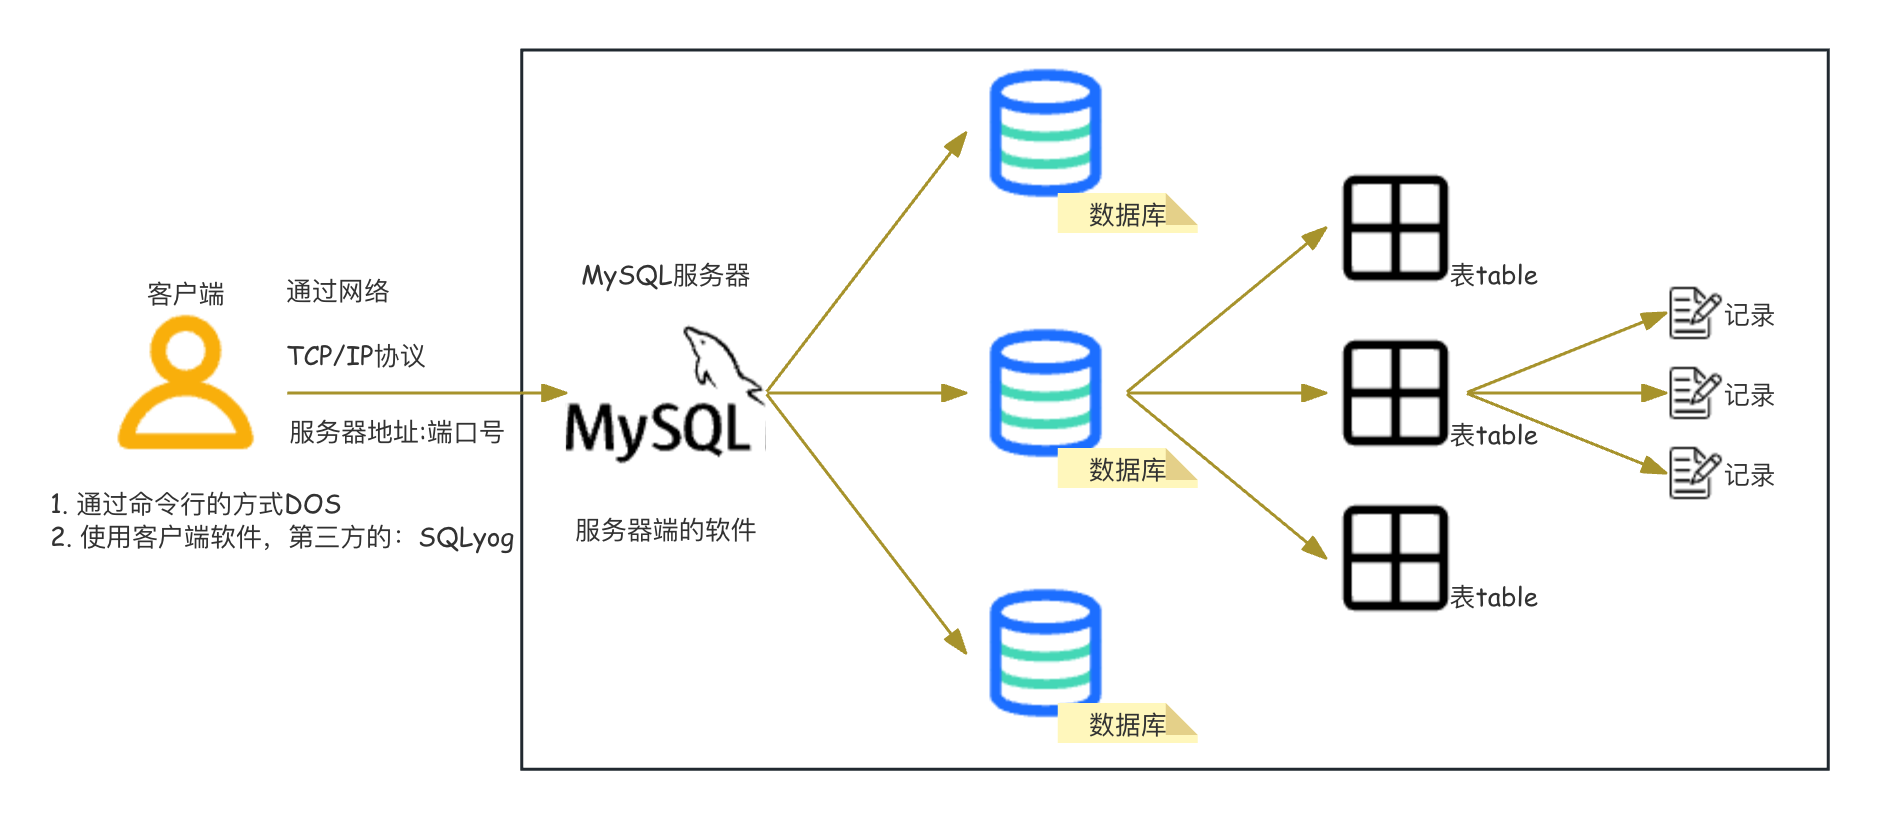 客户端
通过网络
TCP/IP协议
服务器地址:端口号
1. 通过命令行的方式DOS
2. 使用客户端软件，第三方的：SQLyog
MySQL服务器
MySQL
服务器端的软件
数据库
数据库
数据库
表table
表table
表table
记录
记录
记录